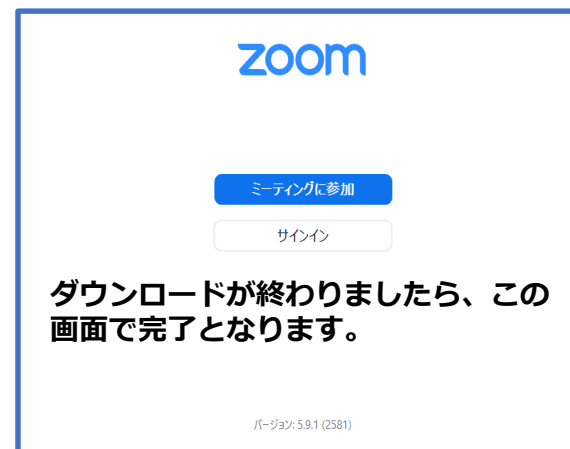 zoom
ミーティングに参加
サインイン
ダウンロードが終わりましたら、この
画面で完了となります。
バージョン: 5.9.1 (2581)